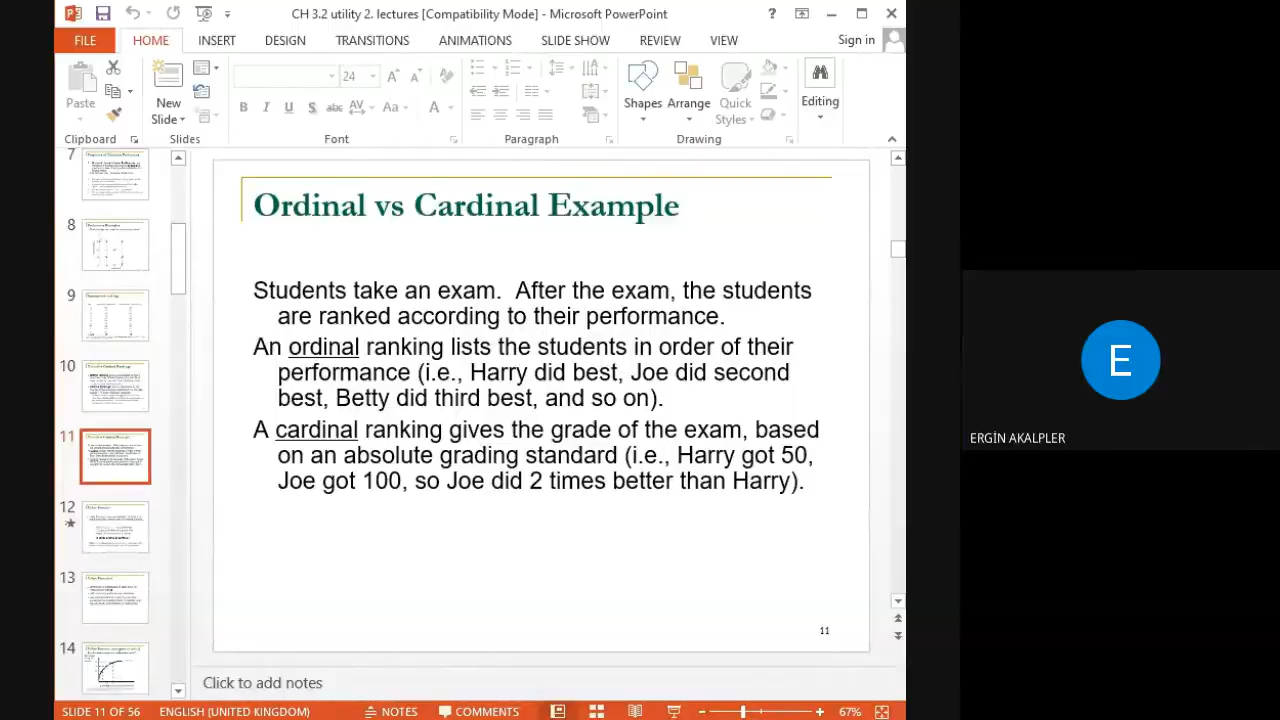 CH 3.2 utility 2. lectures [Compatibility Mode] - Microsoft PowerPoint
FILE HOME INSERT DESIGN TRANSITIONS ANIMATIONS SLIDE SHOW REVIEW VIEW Sign in
Paste
New Slide
24
B I U S abc AV Aa A
Shapes Arrange Quick Styles
Editing
Clipboard Slides Font Paragraph Drawing
7
8
9
10
11
12
13
14
Ordinal vs Cardinal Example
Students take an exam. After the exam, the students
are ranked according to their performance.
An ordinal ranking lists the students in order of their
performance (i.e., Harry did best, Joe did second
best, Betty did third best, and so on).
A cardinal ranking gives the grade of the exam, based
on an absolute grading standard (i.e., Harry got 50,
Joe got 100, so Joe did 2 times better than Harry).
11
Click to add notes
SLIDE 11 OF 56 ENGLISH (UNITED KINGDOM) NOTES COMMENTS 67%
E
ERGİN AKALPLER